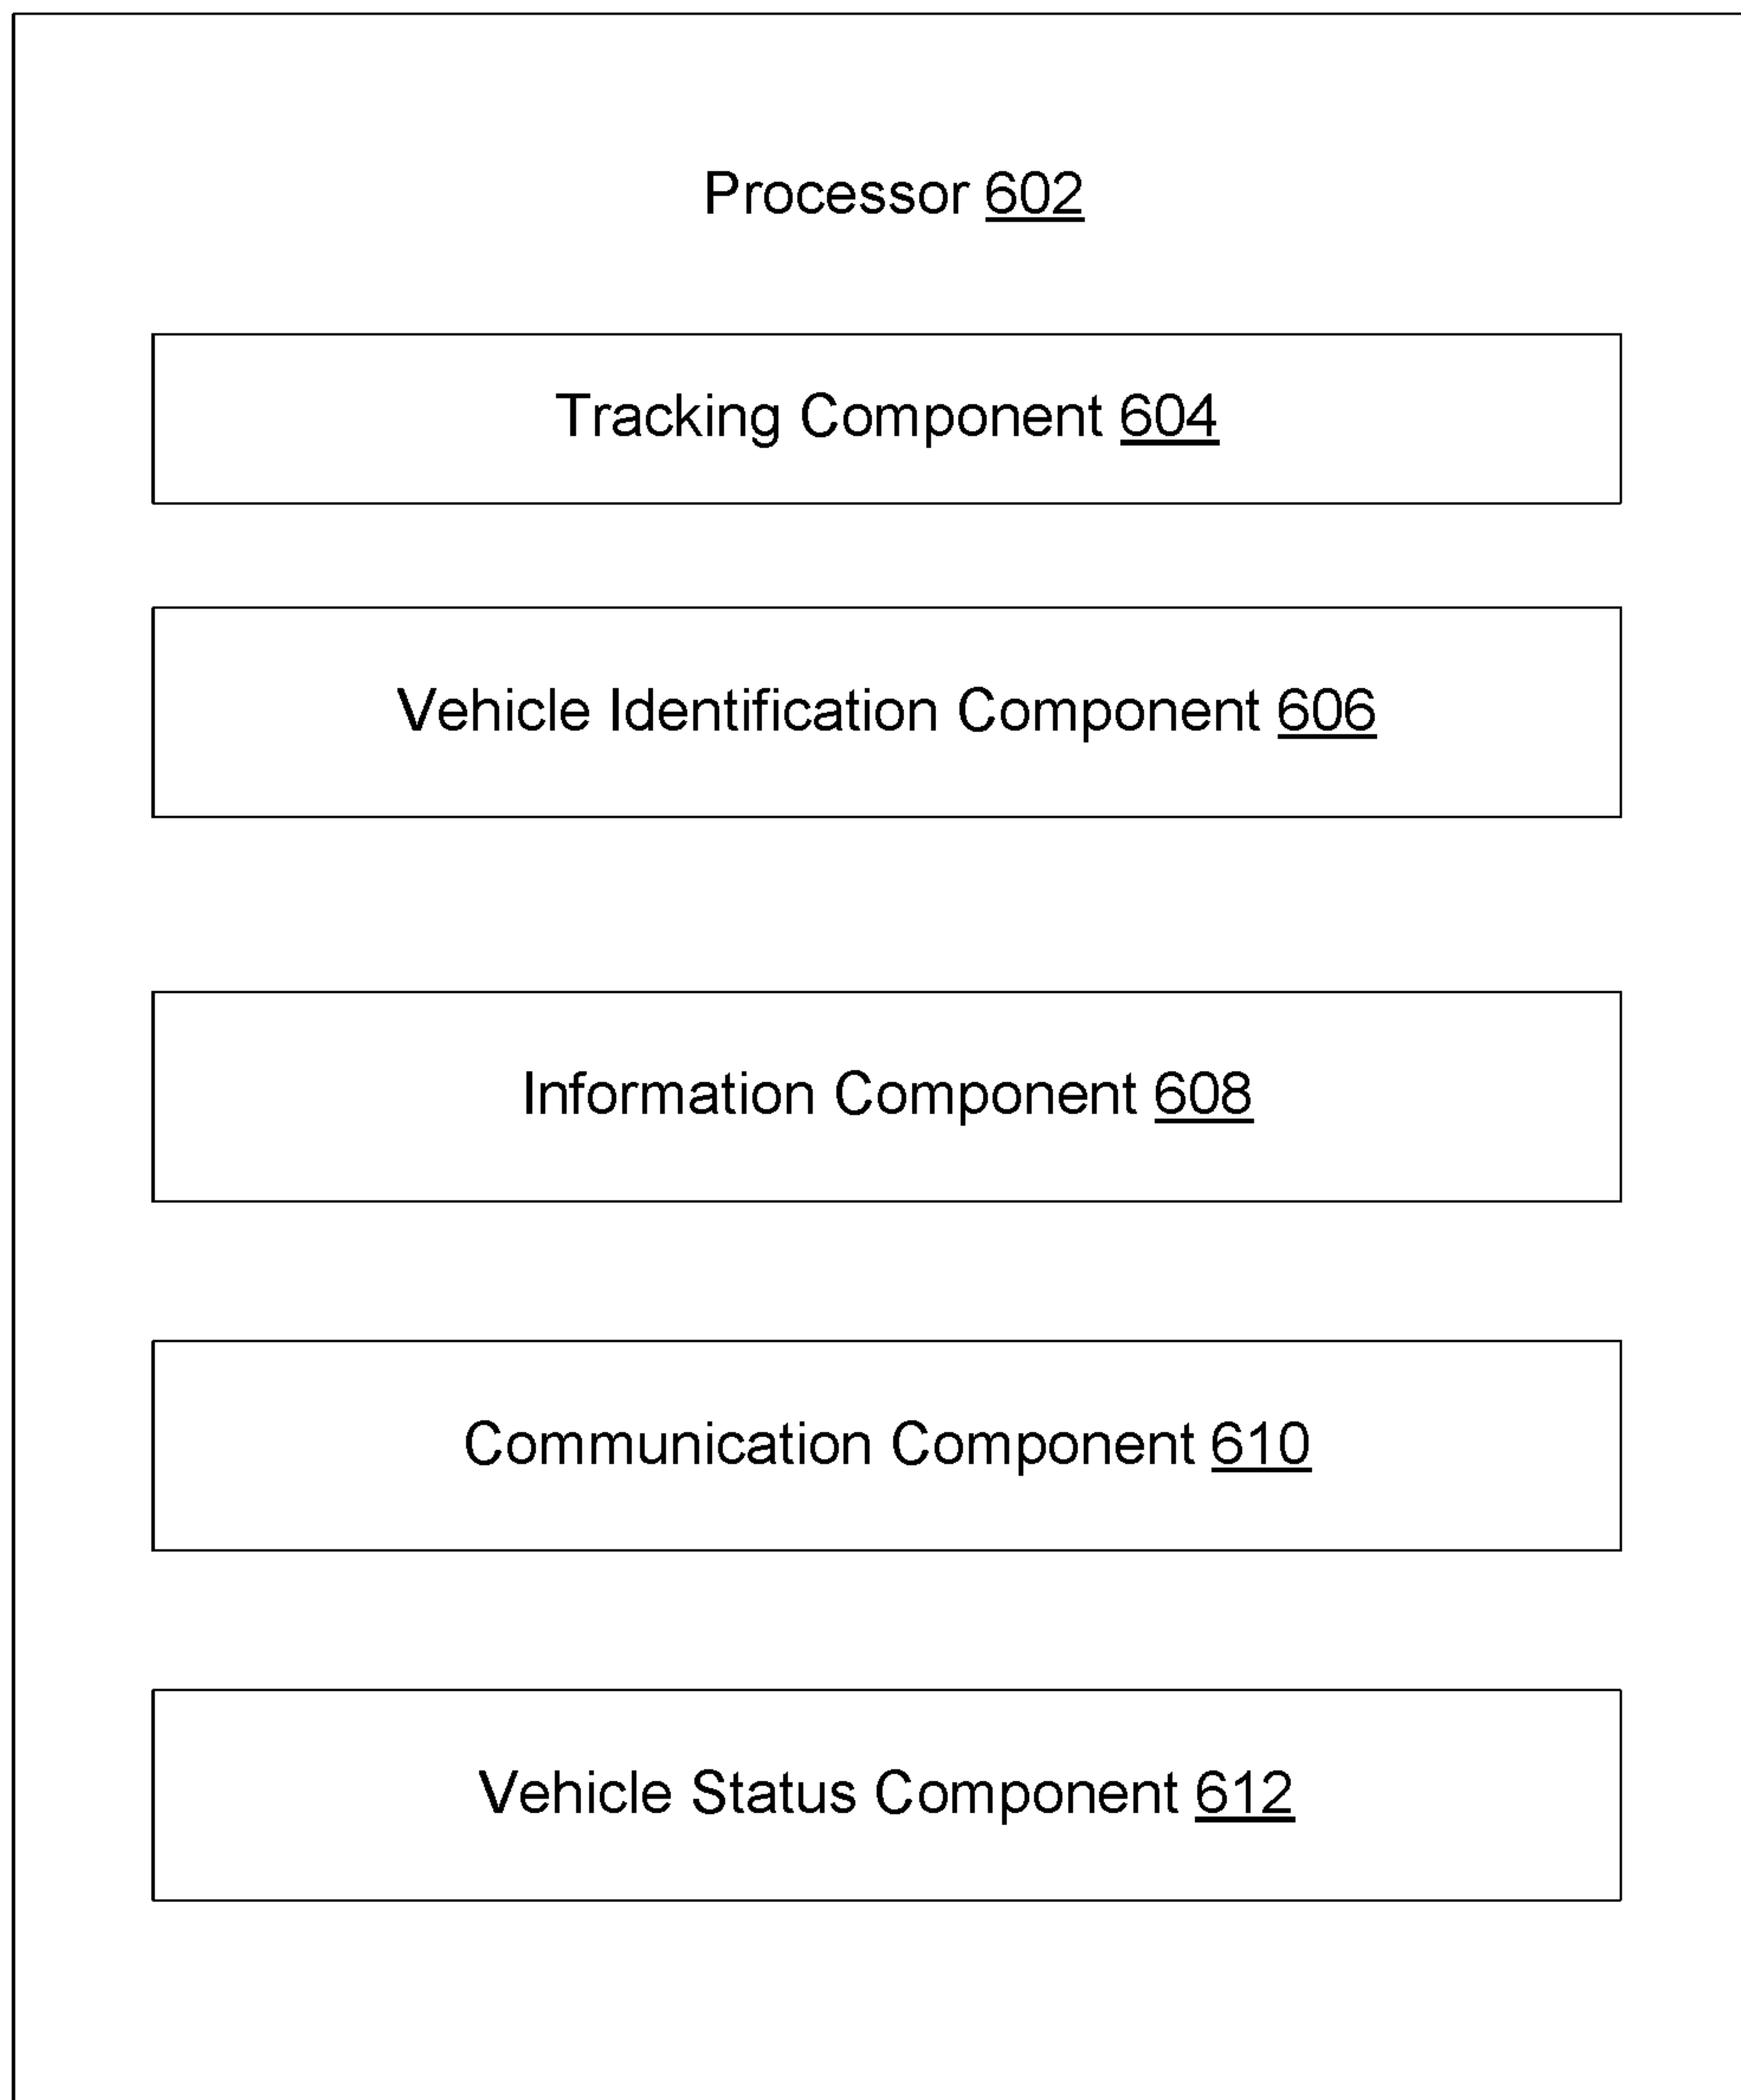 Processor 602
Tracking Component 604
Vehicle Identification Component 606
Information Component 608
Communication Component 610
Vehicle Status Component 612